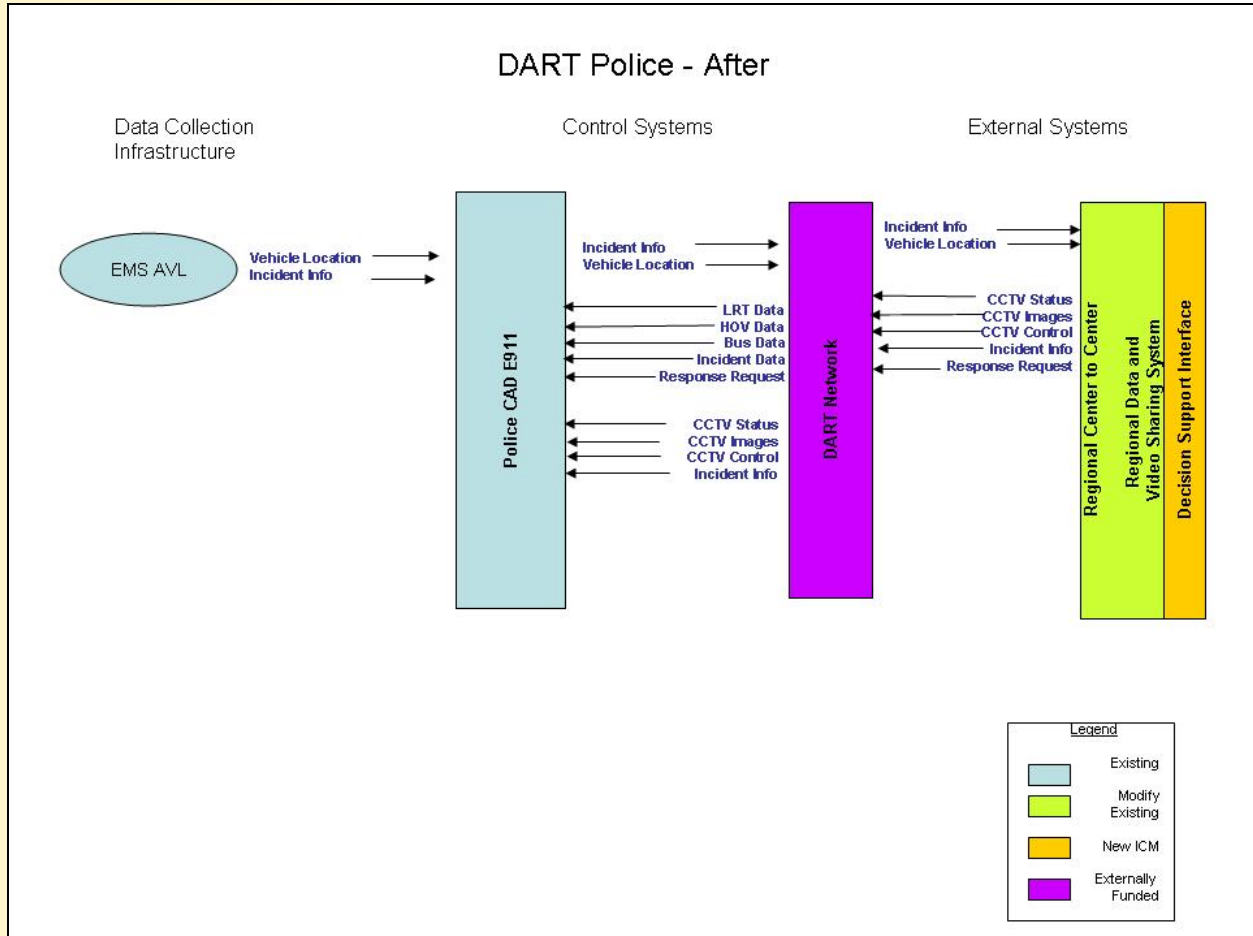 DART Police - After
Data Collection
Infrastructure
Control Systems
External Systems
EMS AVL
Vehicle Location
Incident Info
Police CAD E911
Incident Info
Vehicle Location
LRT Data
HOV Data
Bus Data
Incident Data
Response Request
CCTV Status
CCTV Images
CCTV Control
Incident Info
DART Network
Incident Info
Vehicle Location
CCTV Status
CCTV Images
CCTV Control
Incident Info
Response Request
Regional Center to Center
Regional Data and
Video Sharing System
Decision Support Interface
Legend
Existing
Modify
Existing
New ICM
Externally
Funded